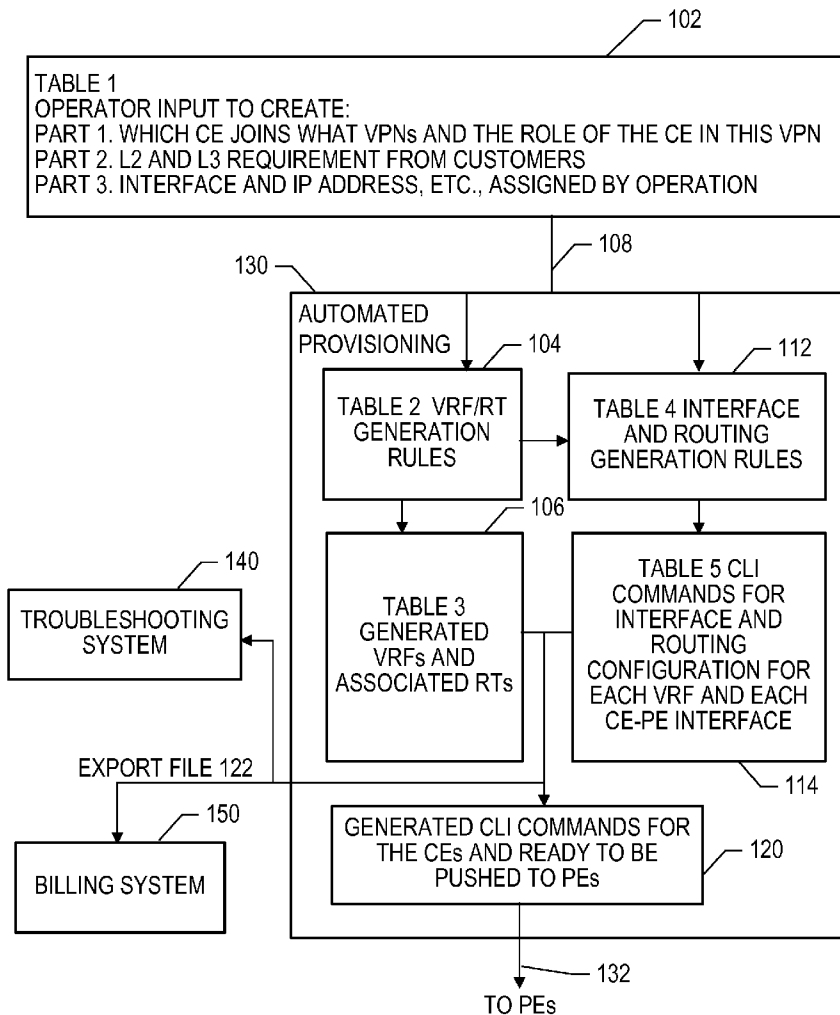 102
TABLE 1
OPERATOR INPUT TO CREATE:
PART 1. WHICH CE JOINS WHAT VPNs AND THE ROLE OF THE CE IN THIS VPN
PART 2. L2 AND L3 REQUIREMENT FROM CUSTOMERS
PART 3. INTERFACE AND IP ADDRESS, ETC., ASSIGNED BY OPERATION
108
130
AUTOMATED
PROVISIONING
104
112
TABLE 2 VRF/RT
GENERATION
RULES
TABLE 4 INTERFACE
AND ROUTING
GENERATION RULES
106
TABLE 3
GENERATED
VRFs AND
ASSOCIATED RTs
TABLE 5 CLI
COMMANDS FOR
INTERFACE AND
ROUTING
CONFIGURATION FOR
EACH VRF AND EACH
CE-PE INTERFACE
114
140
TROUBLESHOOTING
SYSTEM
EXPORT FILE 122
150
BILLING SYSTEM
GENERATED CLI COMMANDS FOR
THE CEs AND READY TO BE
PUSHED TO PEs
120
132
TO PEs